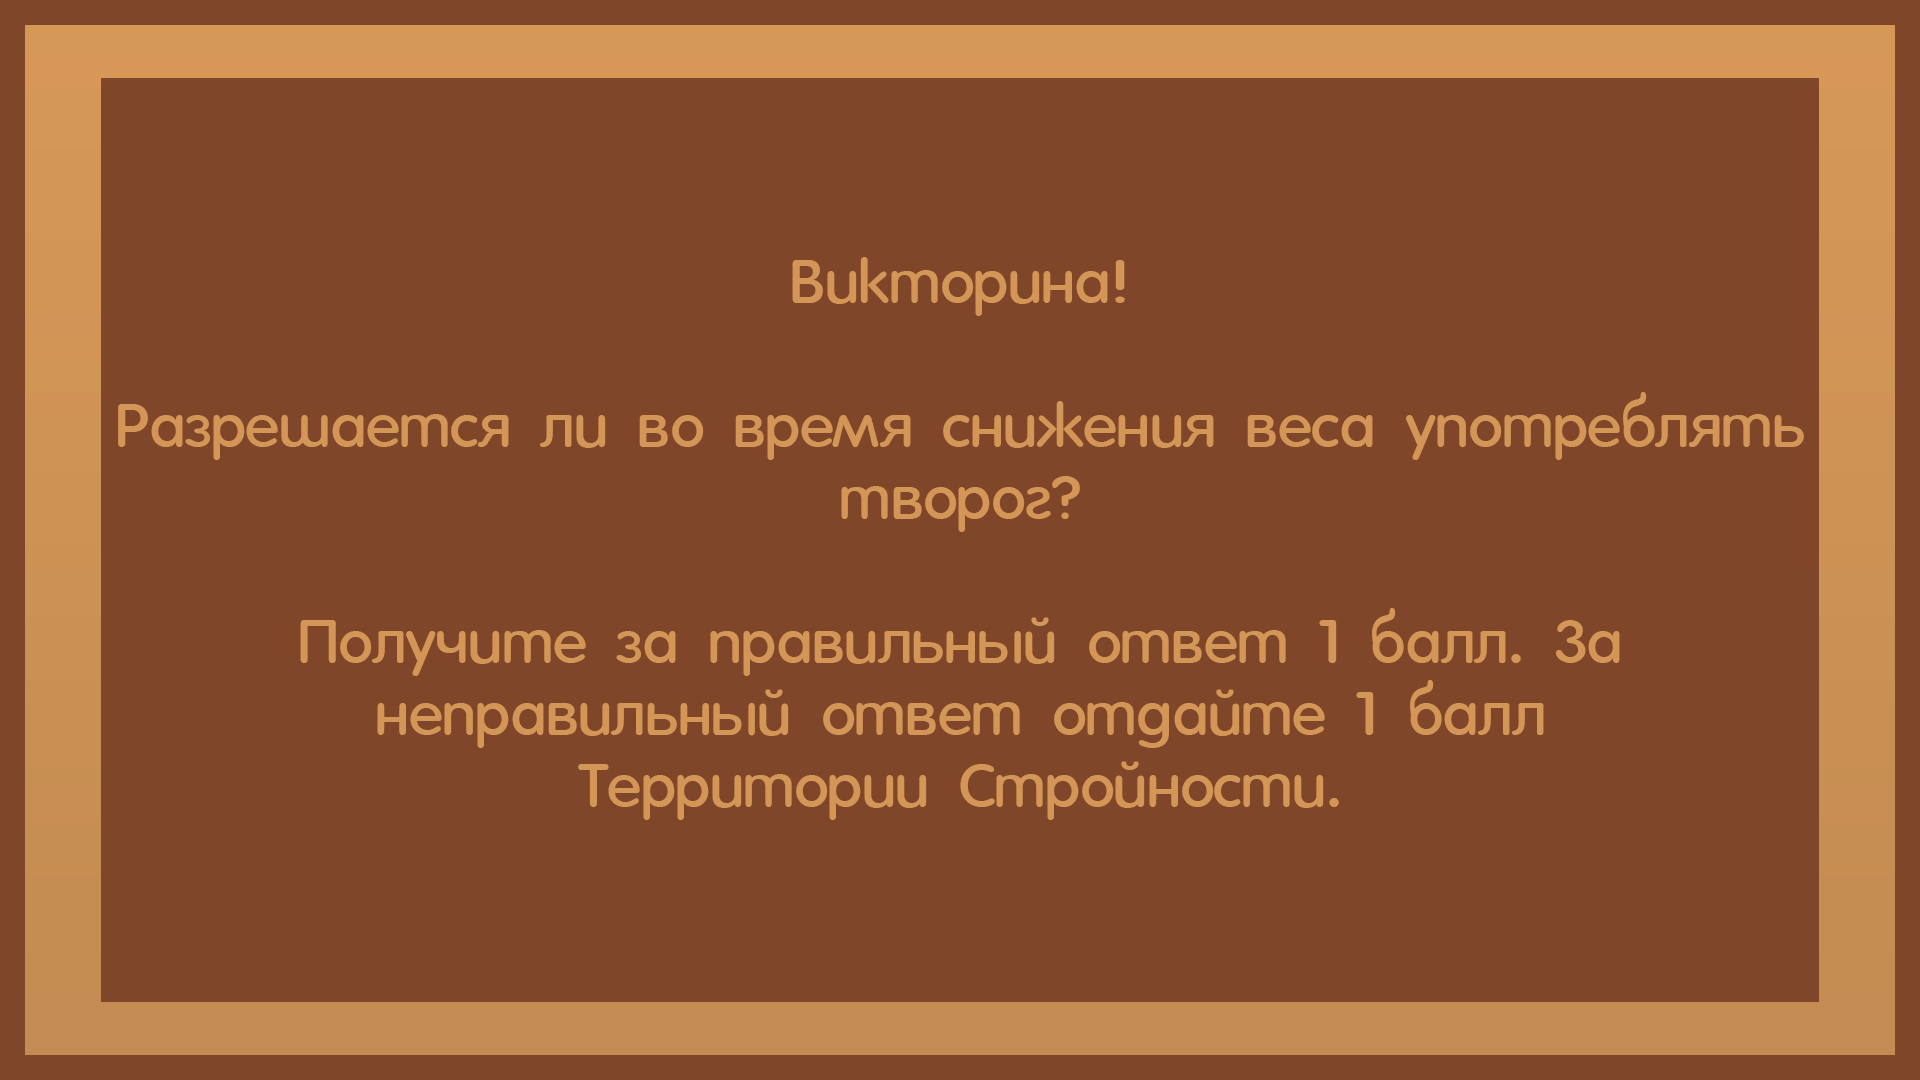 Викторина!
Разрешается ли во время снижения веса употреблять
творог?
Получите за правильный ответ 1 балл. За
неправильный ответ отдайте 1 балл
Территории Стройности.